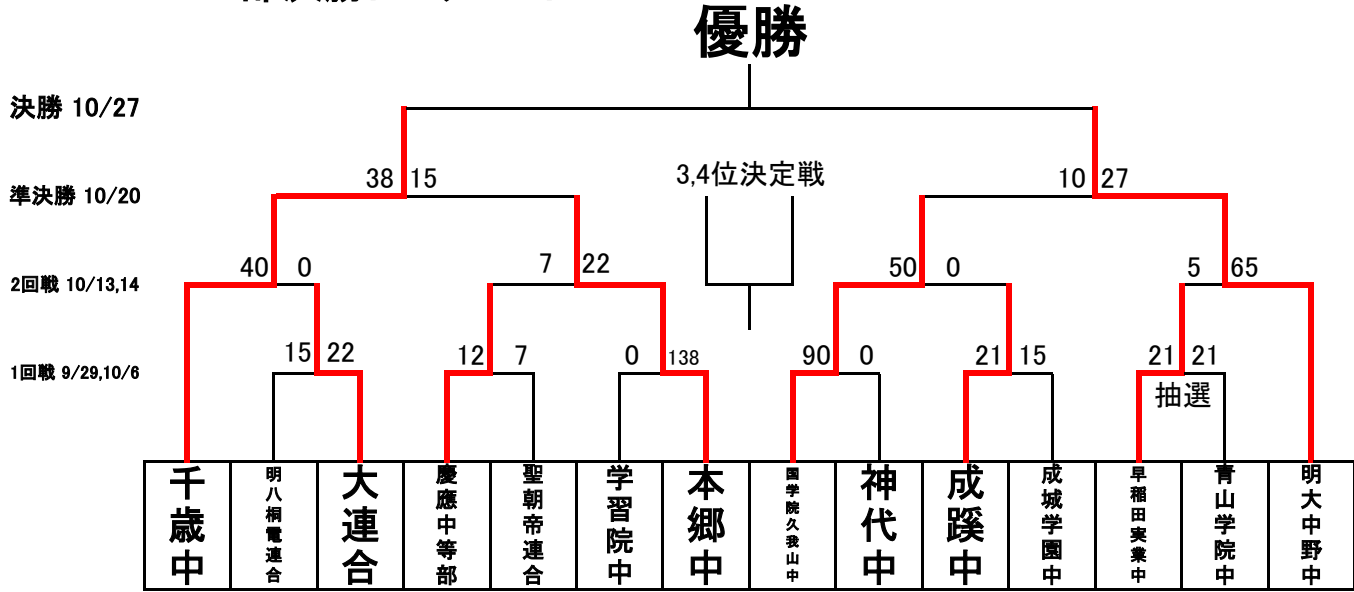 優勝
決勝 10/27
38 15
3,4位決定戦
10 27
準決勝 10/20
40 0
7 22
50 0
5 65
2回戦 10/13,14
15 22
12 7
0 138
90 0
21 15
21 21
1回戦 9/29,10/6
抽選
千歳中
明八桐電連合
大連合
慶應中等部
聖朝帝連合
学習院中
本郷中
国学院久我山中
神代中
成蹊中
成城学園中
早稲田実業中
青山学院中
明大中野中